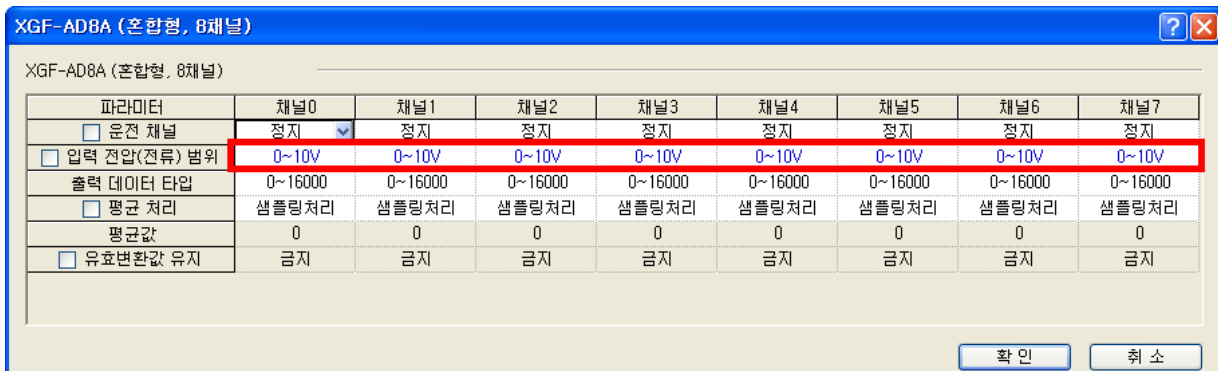 XGF-AD8A (혼합형, 8채널)
XGF-AD8A (혼합형, 8채널)
파라미터 채널0 채널1 채널2 채널3 채널4 채널5 채널6 채널7
운전 채널 정지 정지 정지 정지 정지 정지 정지 정지
입력 전압(전류) 범위 0~10V 0~10V 0~10V 0~10V 0~10V 0~10V 0~10V 0~10V
출력 데이터 타입 0~16000 0~16000 0~16000 0~16000 0~16000 0~16000 0~16000 0~16000
평균 처리 샘플링처리 샘플링처리 샘플링처리 샘플링처리 샘플링처리 샘플링처리 샘플링처리 샘플링처리
평균값 0 0 0 0 0 0 0 0
유효변환값 유지 금지 금지 금지 금지 금지 금지 금지 금지
확인 취소